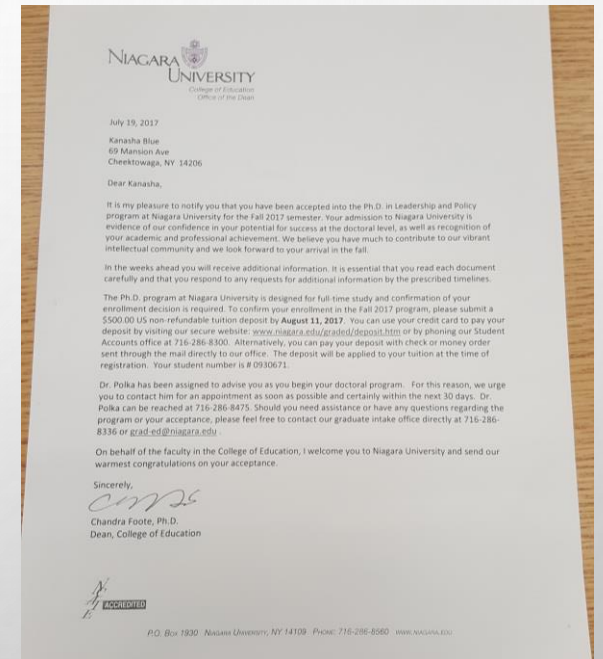 NIAGARA
UNIVERSITY
College of Education
Office of the Dean
July 19, 2017
Kanasha Blue
69 Mansion Ave
Cheektowaga, NY 14206
Dear Kanasha,
It is my pleasure to notify you that you have been accepted into the Ph.D. in Leadership and Policy
program at Niagara University for the Fall 2017 semester. Your admission to Niagara University is
evidence of our confidence in your potential for success at the doctoral level, as well as recognition of
your academic and professional achievement. We believe you have much to contribute to our vibrant
intellectual community and we look forward to your arrival in the fall.
In the weeks ahead you will receive additional information. It is essential that you read each document
carefully and that you respond to any requests for additional information by the prescribed timelines.
The Ph.D. program at Niagara University is designed for full-time study and confirmation of your
enrollment decision is required. To confirm your enrollment in the Fall 2017 program, please submit a
$500.00 US non-refundable tuition deposit by August 11, 2017. You can use your credit card to pay your
deposit by visiting our secure website: www.niagara.edu/graded/deposit.htm or by phoning our Student
Accounts office at 716-286-8300. Alternatively, you can pay your deposit with check or money order
sent through the mail directly to our office. The deposit will be applied to your tuition at the time of
registration. Your student number is # 0930671.
Dr. Polka has been assigned to advise you as you begin your doctoral program. For this reason, we urge
you to contact him for an appointment as soon as possible and certainly within the next 30 days. Dr.
Polka can be reached at 716-286-8475. Should you need assistance or have any questions regarding the
program or your acceptance, please feel free to contact our graduate intake office directly at 716-286-
8336 or grad-ed@niagara.edu .
On behalf of the faculty in the College of Education, I welcome you to Niagara University and send our
warmest congratulations on your acceptance.
Sincerely,
Chandra Foote, Ph.D.
Dean, College of Education
ACCREDITED
P.O. Box 1930 Niagara University, NY 14109 Phone: 716-286-8560 www.niagara.edu